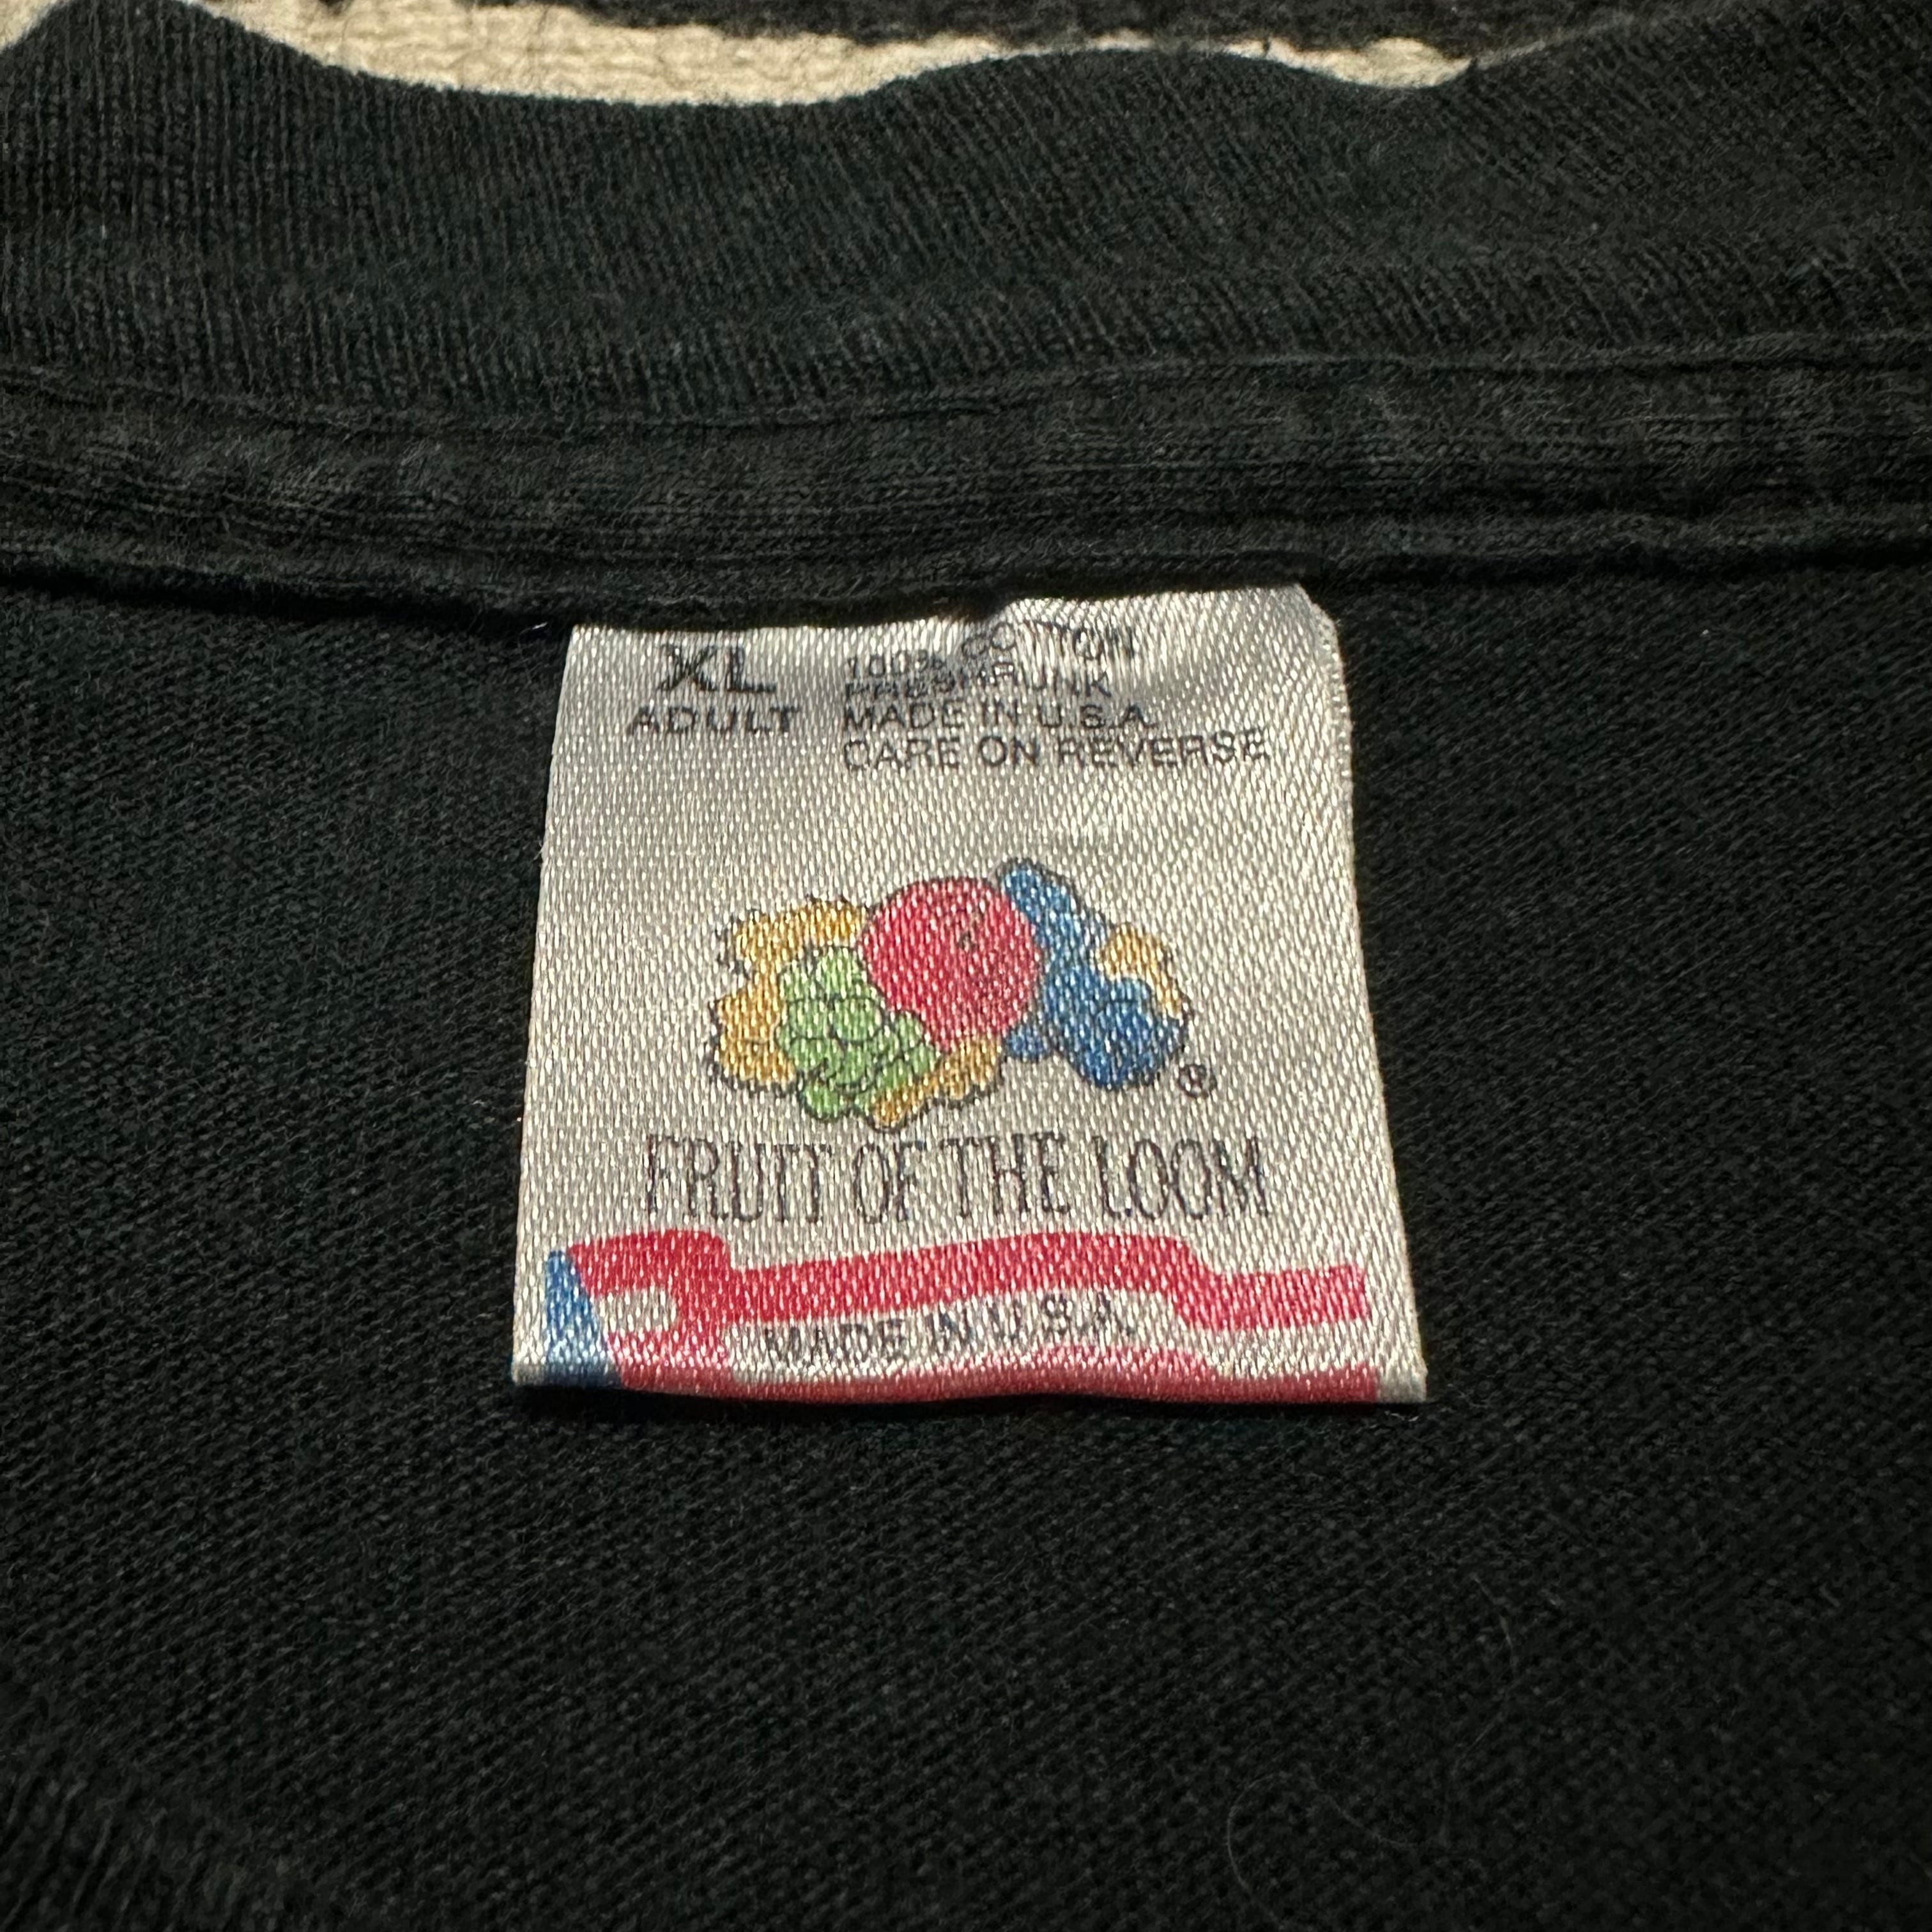 XL
ADULT
100% COTTON
PRESHRUNK
MADE IN U.S.A.
CARE ON REVERSE
®
FRUIT OF THE LOOM
MADE IN U.S.A.